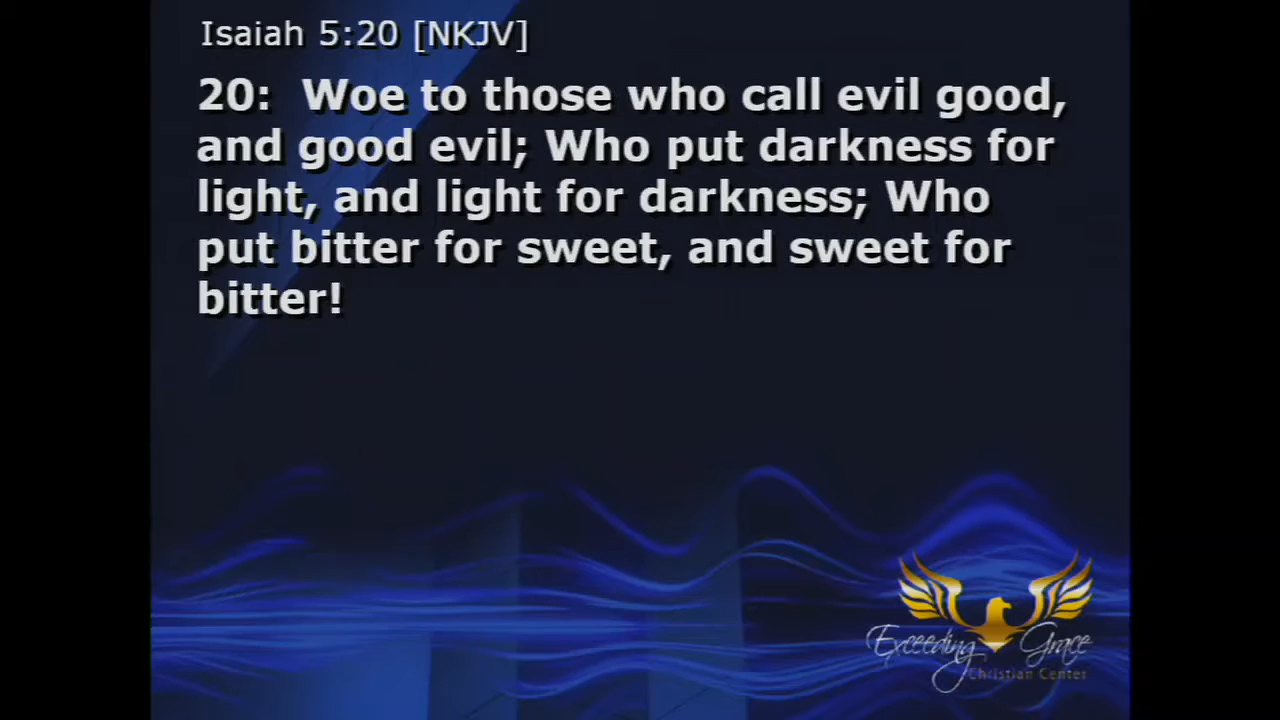 Isaiah 5:20 [NKJV]
20: Woe to those who call evil good,
and good evil; Who put darkness for
light, and light for darkness; Who
put bitter for sweet, and sweet for
bitter!
Exceeding Grace
Christian Center